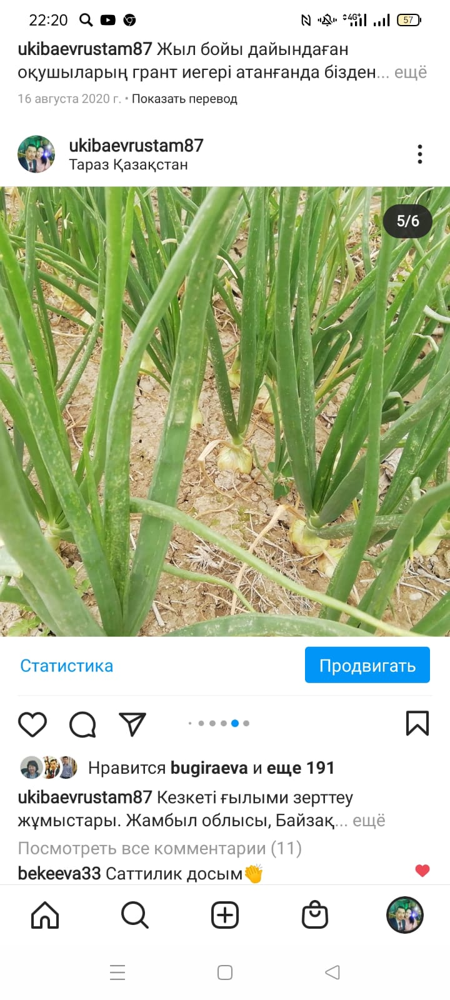 22:20
4G+ 57
ukibaevrustam87 Жыл бойы дайындаған
оқушыларың грант иегері атанғанда бізден... ещё
16 августа 2020 г. • Показать перевод
ukibaevrustam87
Тараз Қазақстан
5/6
Статистика
Продвигать
Нравится bugiraeva и еще 191
ukibaevrustam87 Кезкеті ғылыми зерттеу
жұмыстары. Жамбыл облысы, Байзақ... ещё
Посмотреть все комментарии (11)
bekeeva33 Саттилик досым👏